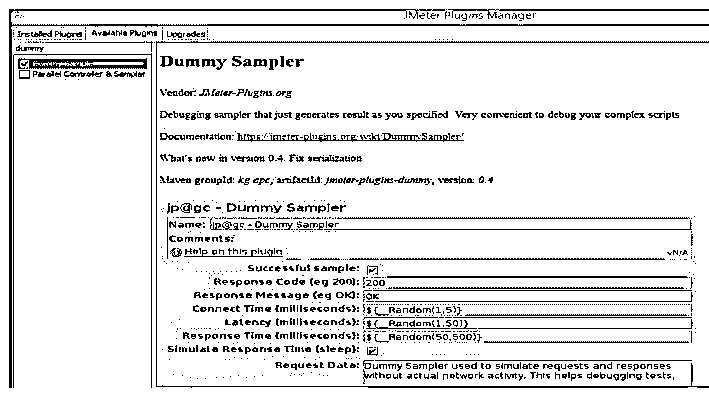 JMeter Plugins Manager
Installed Plugins Available Plugins Upgrades
dummy
Parallel Controller & Sampler
Dummy Sampler
Vendor: JMeter-Plugins.org
Debugging sampler that just generates result as you specified Very convenient to debug your complex scripts
Documentation: https://jmeter-plugins.org/wiki/DummySampler/
What's new in version 0.4. Fix serialization
Maven groupId: kg apc, artifactId: jmeter-plugins-dummy, version: 0.4
jp@gc - Dummy Sampler
Name: jp@gc - Dummy Sampler
Comments:
Help on this plugin vN/A
Successful sample:
Response Code (eg 200): 200
Response Message (eg OK): OK
Connect Time (milliseconds): ${__Random(1,5)}
Latency (milliseconds): ${__Random(1,50)}
Response Time (milliseconds): ${__Random(50,500)}
Simulate Response Time (sleep):
Request Data: Dummy Sampler used to simulate requests and responses
without actual network activity. This helps debugging tests.